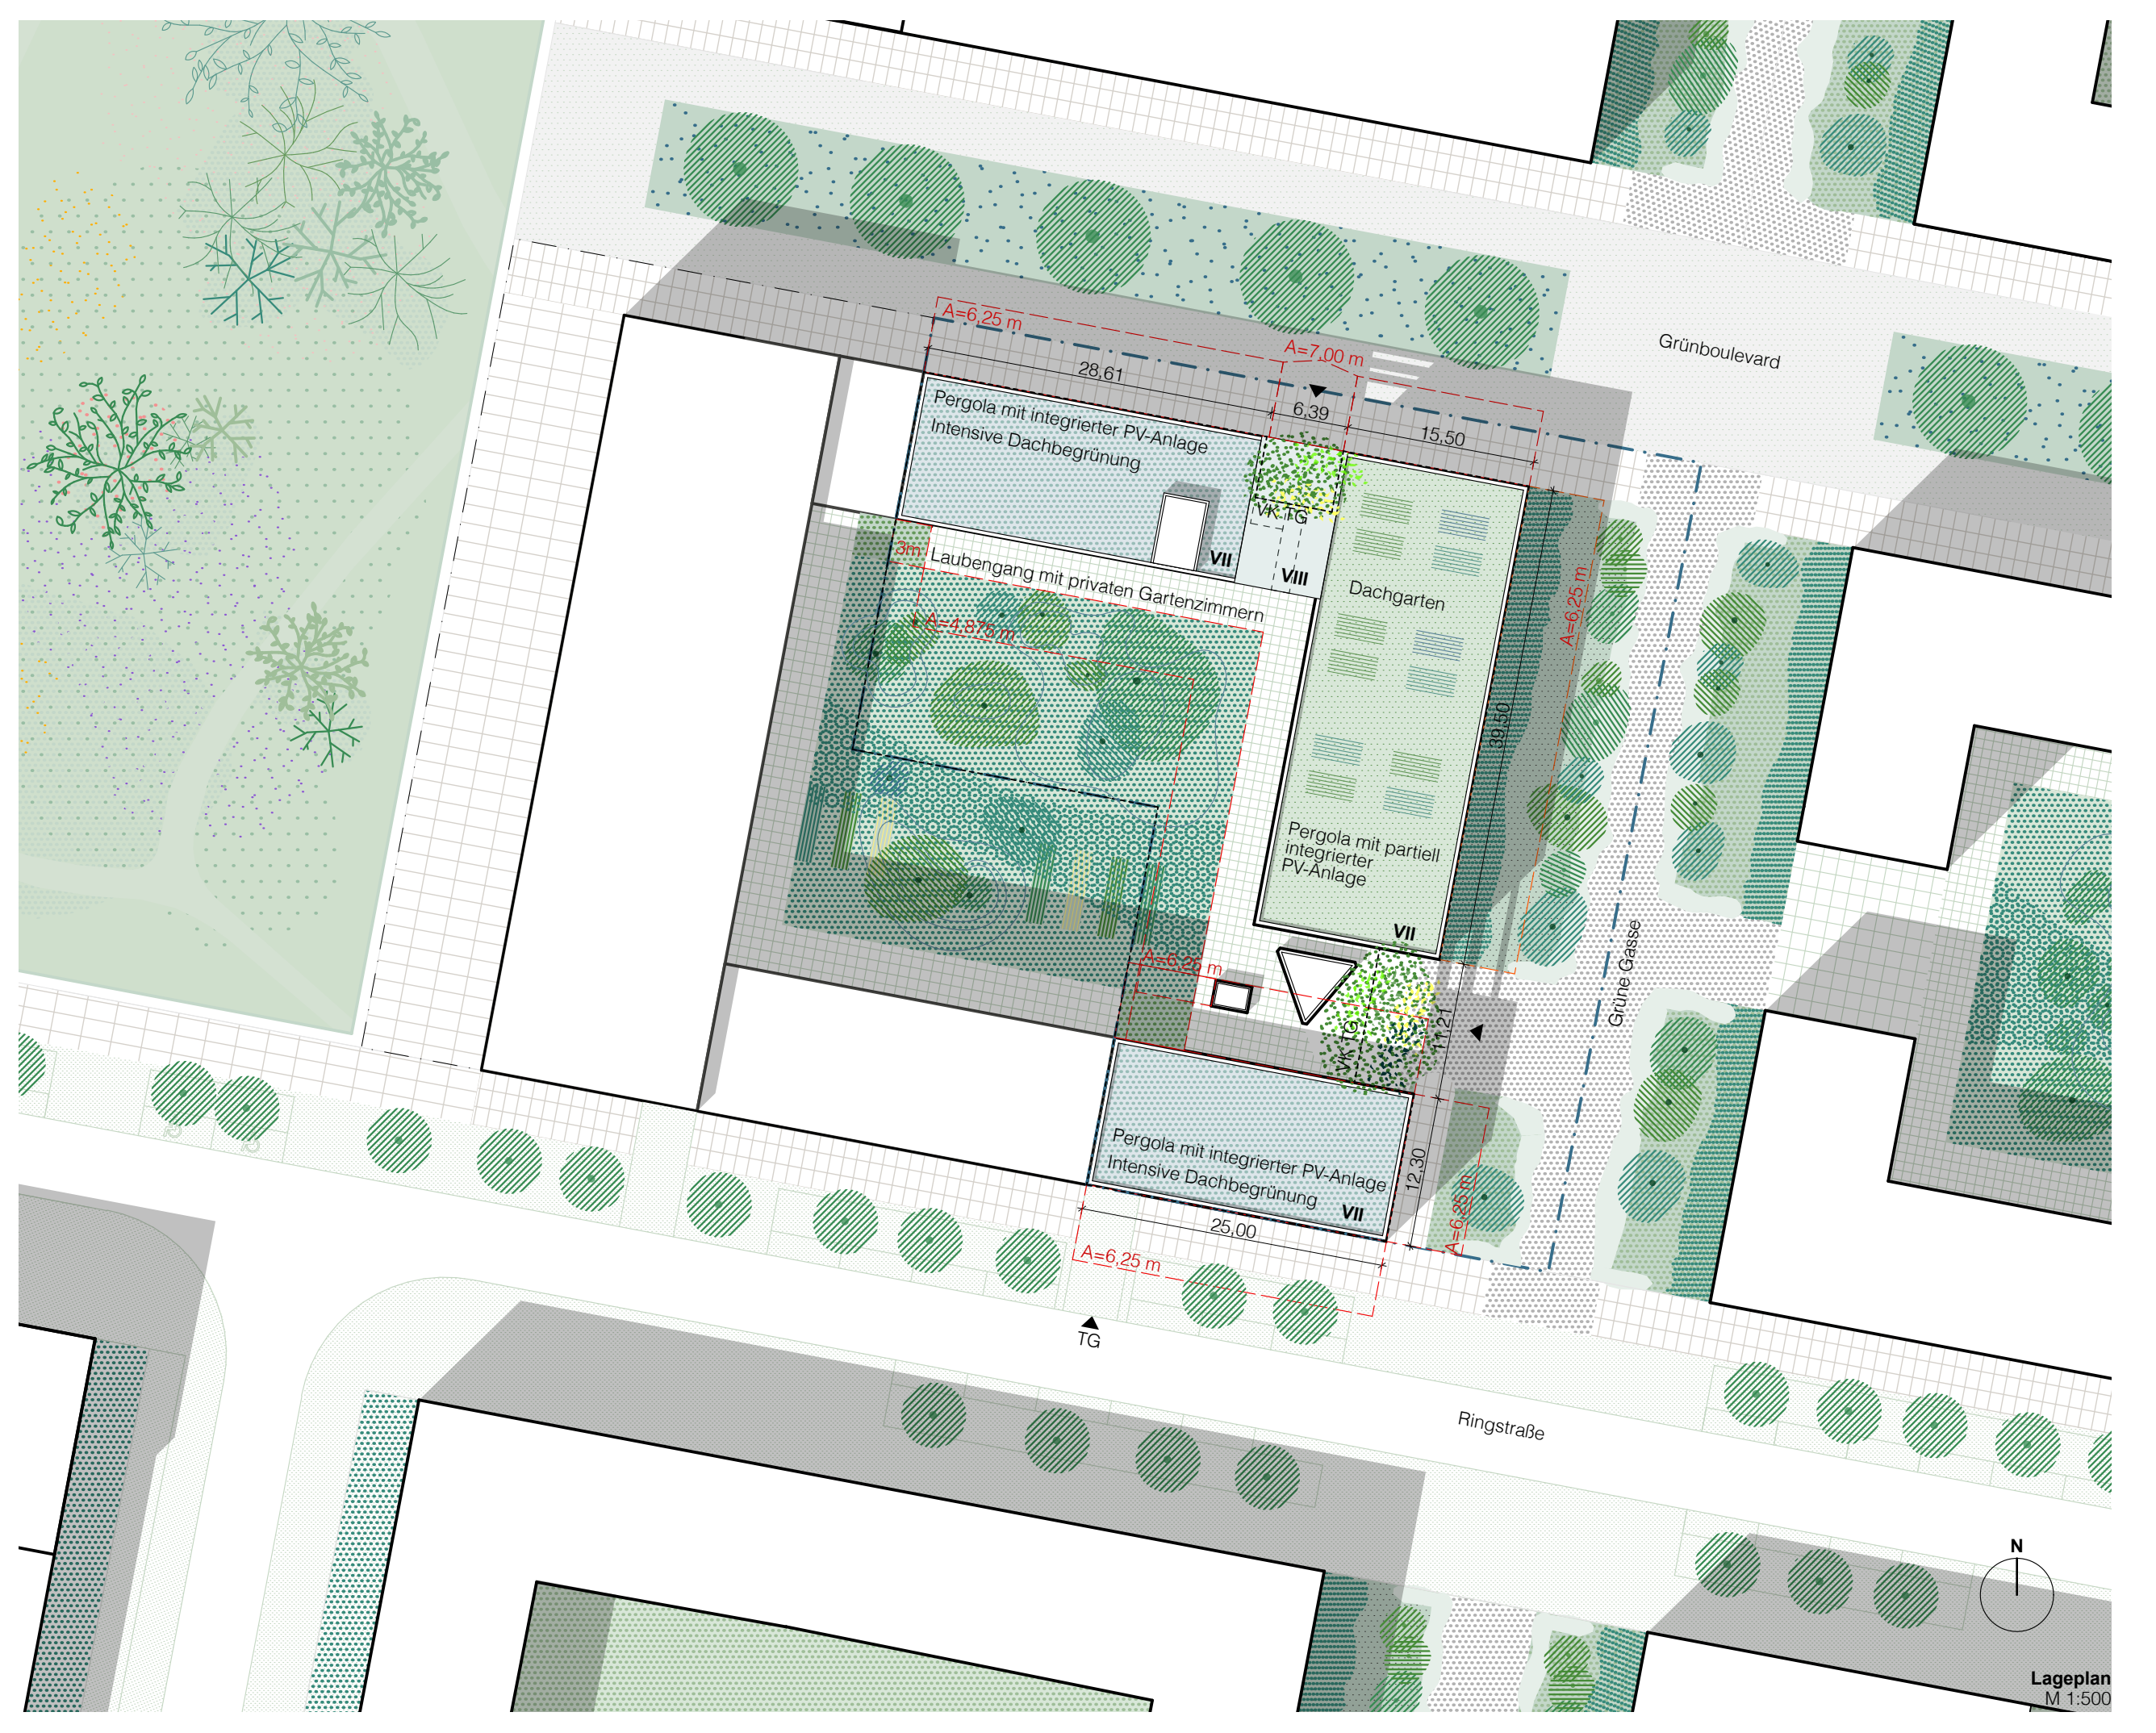 Grünboulevard
A=6,25 m
A=7,00 m
28,61
6,39
15,50
Pergola mit integrierter PV-Anlage
Intensive Dachbegrünung
VII
VK TG
VIII
3m
Laubengang mit privaten Gartenzimmern
A=4,875 m
Dachgarten
A=6,25 m
39,50
Pergola mit partiell
integrierter
PV-Anlage
VII
A=6,25 m
VK TG
11,21
Grüne Gasse
Pergola mit integrierter PV-Anlage
Intensive Dachbegrünung
VII
12,30
A=6,25 m
25,00
A=6,25 m
TG
Ringstraße
N
Lageplan
M 1:500